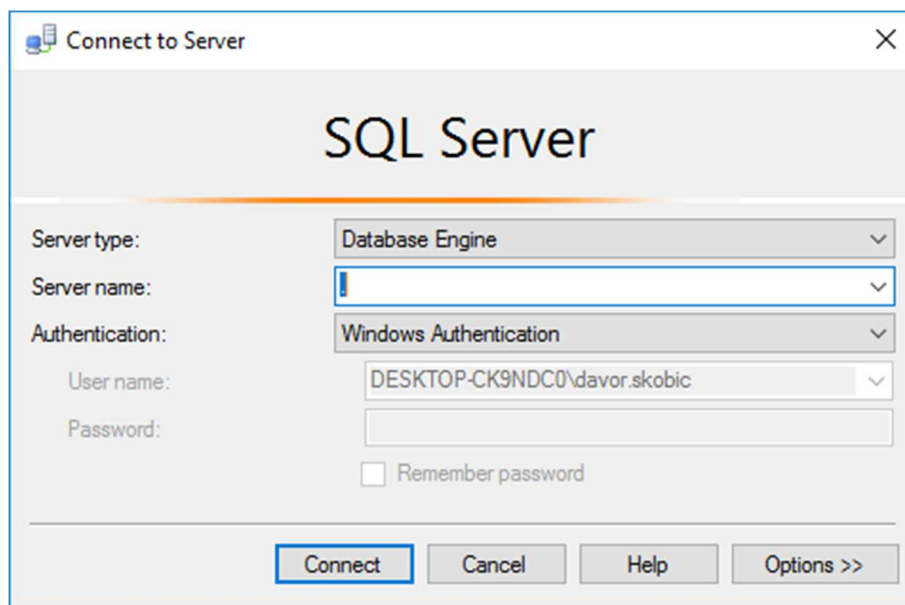 Connect to Server
SQL Server
Server type: Database Engine
Server name: .
Authentication: Windows Authentication
User name: DESKTOP-CK9NDC0\davor.skobic
Password:
Remember password
Connect Cancel Help Options >>